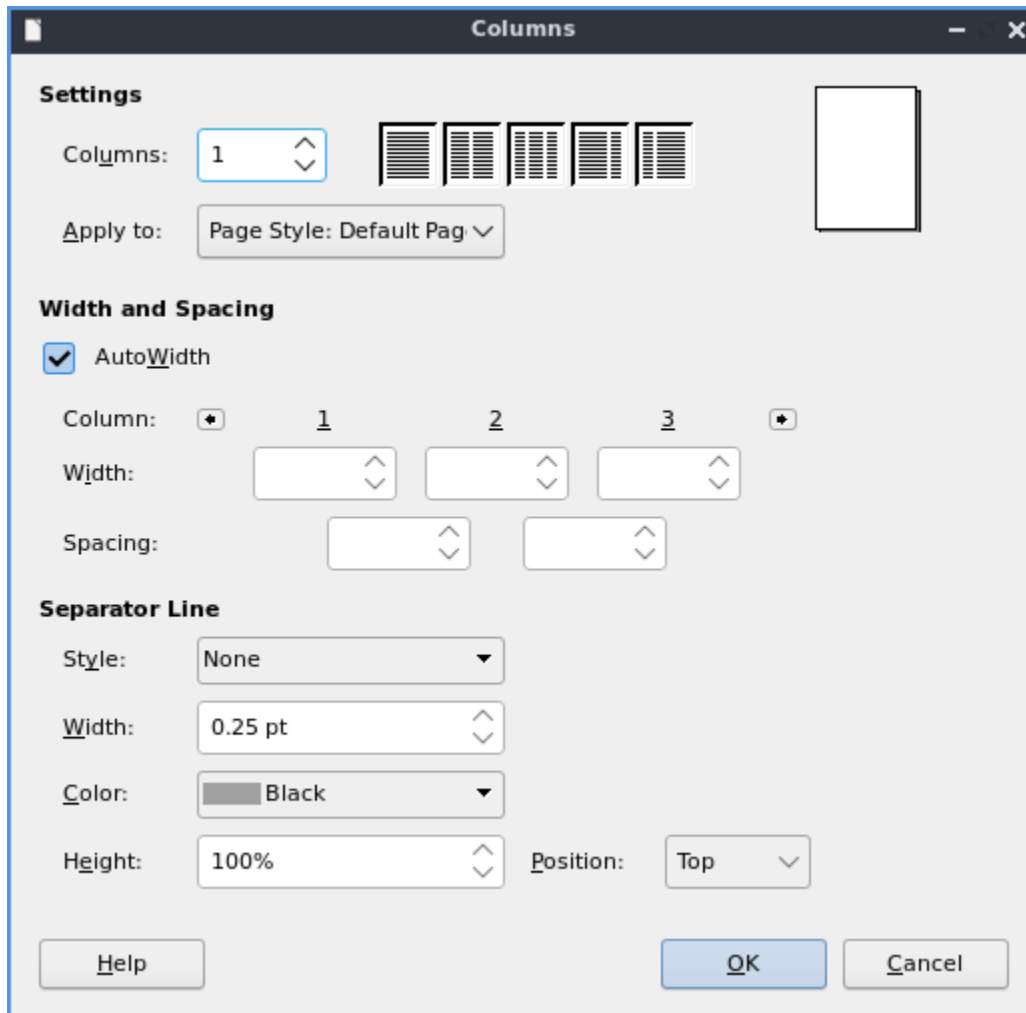 Columns
Settings
Columns: 1
Apply to: Page Style: Default Pag
Width and Spacing
AutoWidth
Column: 1 2 3
Width:
Spacing:
Separator Line
Style: None
Width: 0.25 pt
Color: Black
Height: 100% Position: Top
Help OK Cancel